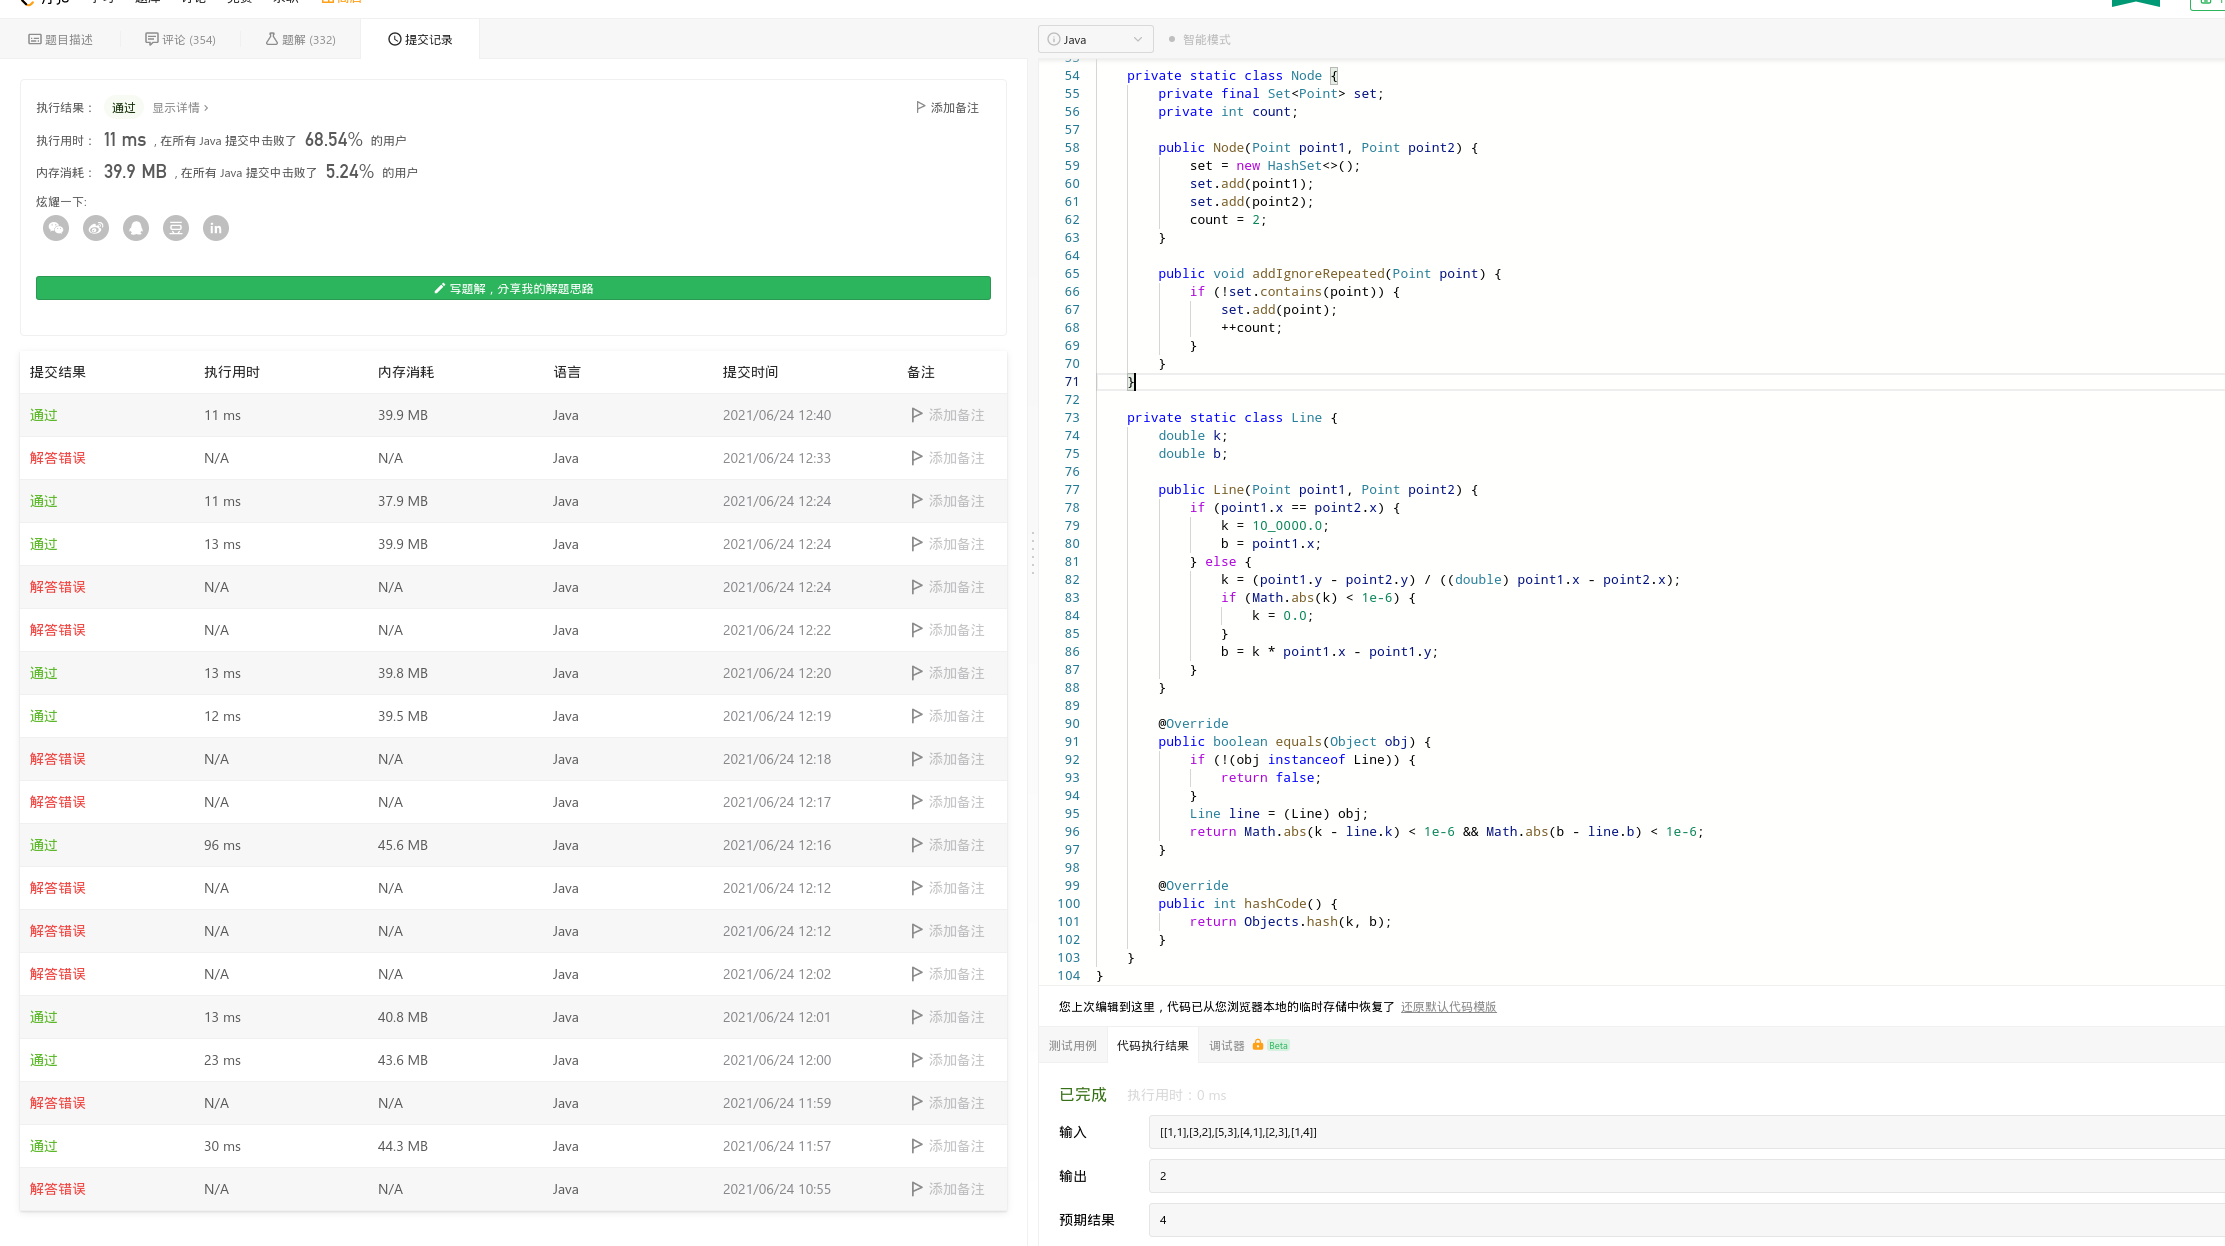 题目描述
评论 (354)
题解 (332)
提交记录
执行结果：
通过
显示详情 ›
添加备注
执行用时：
11 ms
, 在所有 Java 提交中击败了
68.54%
的用户
内存消耗：
39.9 MB
, 在所有 Java 提交中击败了
5.24%
的用户
炫耀一下:
豆
in
写题解，分享我的解题思路
提交结果 执行用时 内存消耗 语言 提交时间 备注
通过 11 ms 39.9 MB Java 2021/06/24 12:40 添加备注
解答错误 N/A N/A Java 2021/06/24 12:33 添加备注
通过 11 ms 37.9 MB Java 2021/06/24 12:24 添加备注
通过 13 ms 39.9 MB Java 2021/06/24 12:24 添加备注
解答错误 N/A N/A Java 2021/06/24 12:24 添加备注
解答错误 N/A N/A Java 2021/06/24 12:22 添加备注
通过 13 ms 39.8 MB Java 2021/06/24 12:20 添加备注
通过 12 ms 39.5 MB Java 2021/06/24 12:19 添加备注
解答错误 N/A N/A Java 2021/06/24 12:18 添加备注
解答错误 N/A N/A Java 2021/06/24 12:17 添加备注
通过 96 ms 45.6 MB Java 2021/06/24 12:16 添加备注
解答错误 N/A N/A Java 2021/06/24 12:12 添加备注
解答错误 N/A N/A Java 2021/06/24 12:12 添加备注
解答错误 N/A N/A Java 2021/06/24 12:02 添加备注
通过 13 ms 40.8 MB Java 2021/06/24 12:01 添加备注
通过 23 ms 43.6 MB Java 2021/06/24 12:00 添加备注
解答错误 N/A N/A Java 2021/06/24 11:59 添加备注
通过 30 ms 44.3 MB Java 2021/06/24 11:57 添加备注
解答错误 N/A N/A Java 2021/06/24 10:55 添加备注
Java
智能模式
54 private static class Node {
55 private final Set<Point> set;
56 private int count;
57
58 public Node(Point point1, Point point2) {
59 set = new HashSet<>();
60 set.add(point1);
61 set.add(point2);
62 count = 2;
63 }
64
65 public void addIgnoreRepeated(Point point) {
66 if (!set.contains(point)) {
67 set.add(point);
68 ++count;
69 }
70 }
71 }
72
73 private static class Line {
74 double k;
75 double b;
76
77 public Line(Point point1, Point point2) {
78 if (point1.x == point2.x) {
79 k = 10_0000.0;
80 b = point1.x;
81 } else {
82 k = (point1.y - point2.y) / ((double) point1.x - point2.x);
83 if (Math.abs(k) < 1e-6) {
84 k = 0.0;
85 }
86 b = k * point1.x - point1.y;
87 }
88 }
89
90 @Override
91 public boolean equals(Object obj) {
92 if (!(obj instanceof Line)) {
93 return false;
94 }
95 Line line = (Line) obj;
96 return Math.abs(k - line.k) < 1e-6 && Math.abs(b - line.b) < 1e-6;
97 }
98
99 @Override
100 public int hashCode() {
101 return Objects.hash(k, b);
102 }
103 }
104 }
您上次编辑到这里，代码已从您浏览器本地的临时存储中恢复了 还原默认代码模版
测试用例
代码执行结果
调试器
Beta
已完成
执行用时：0 ms
输入
[[1,1],[3,2],[5,3],[4,1],[2,3],[1,4]]
输出
2
预期结果
4